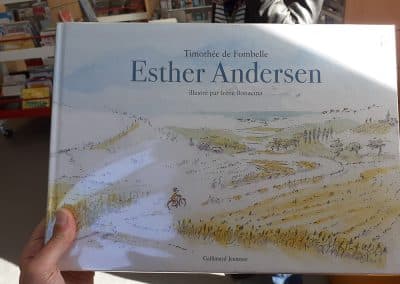 Timothée de Fombelle
Esther Andersen
illustré par Irène Bonacina
Gallimard Jeunesse